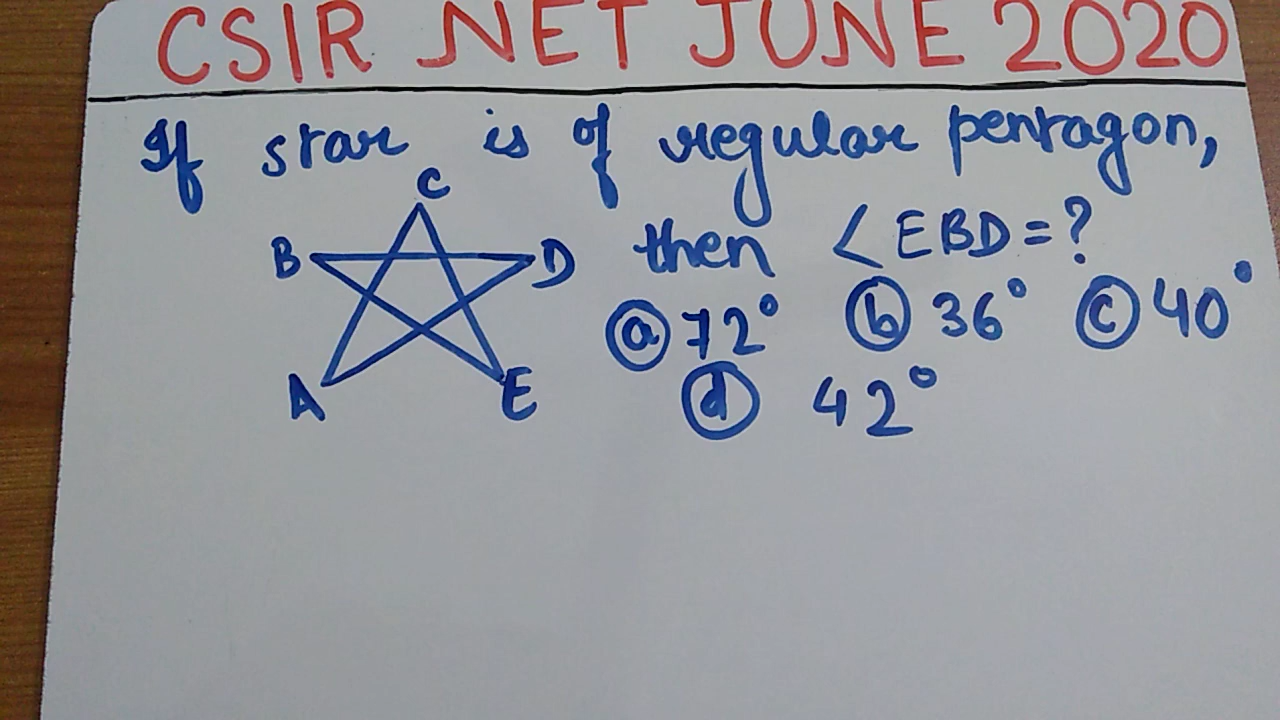 CSIR NET JUNE 2020
If star is of regular pentagon,
then <EBD=?
C
B
D
A
E
ⓐ 72° ⓑ 36° ⓒ 40°
ⓓ 42°